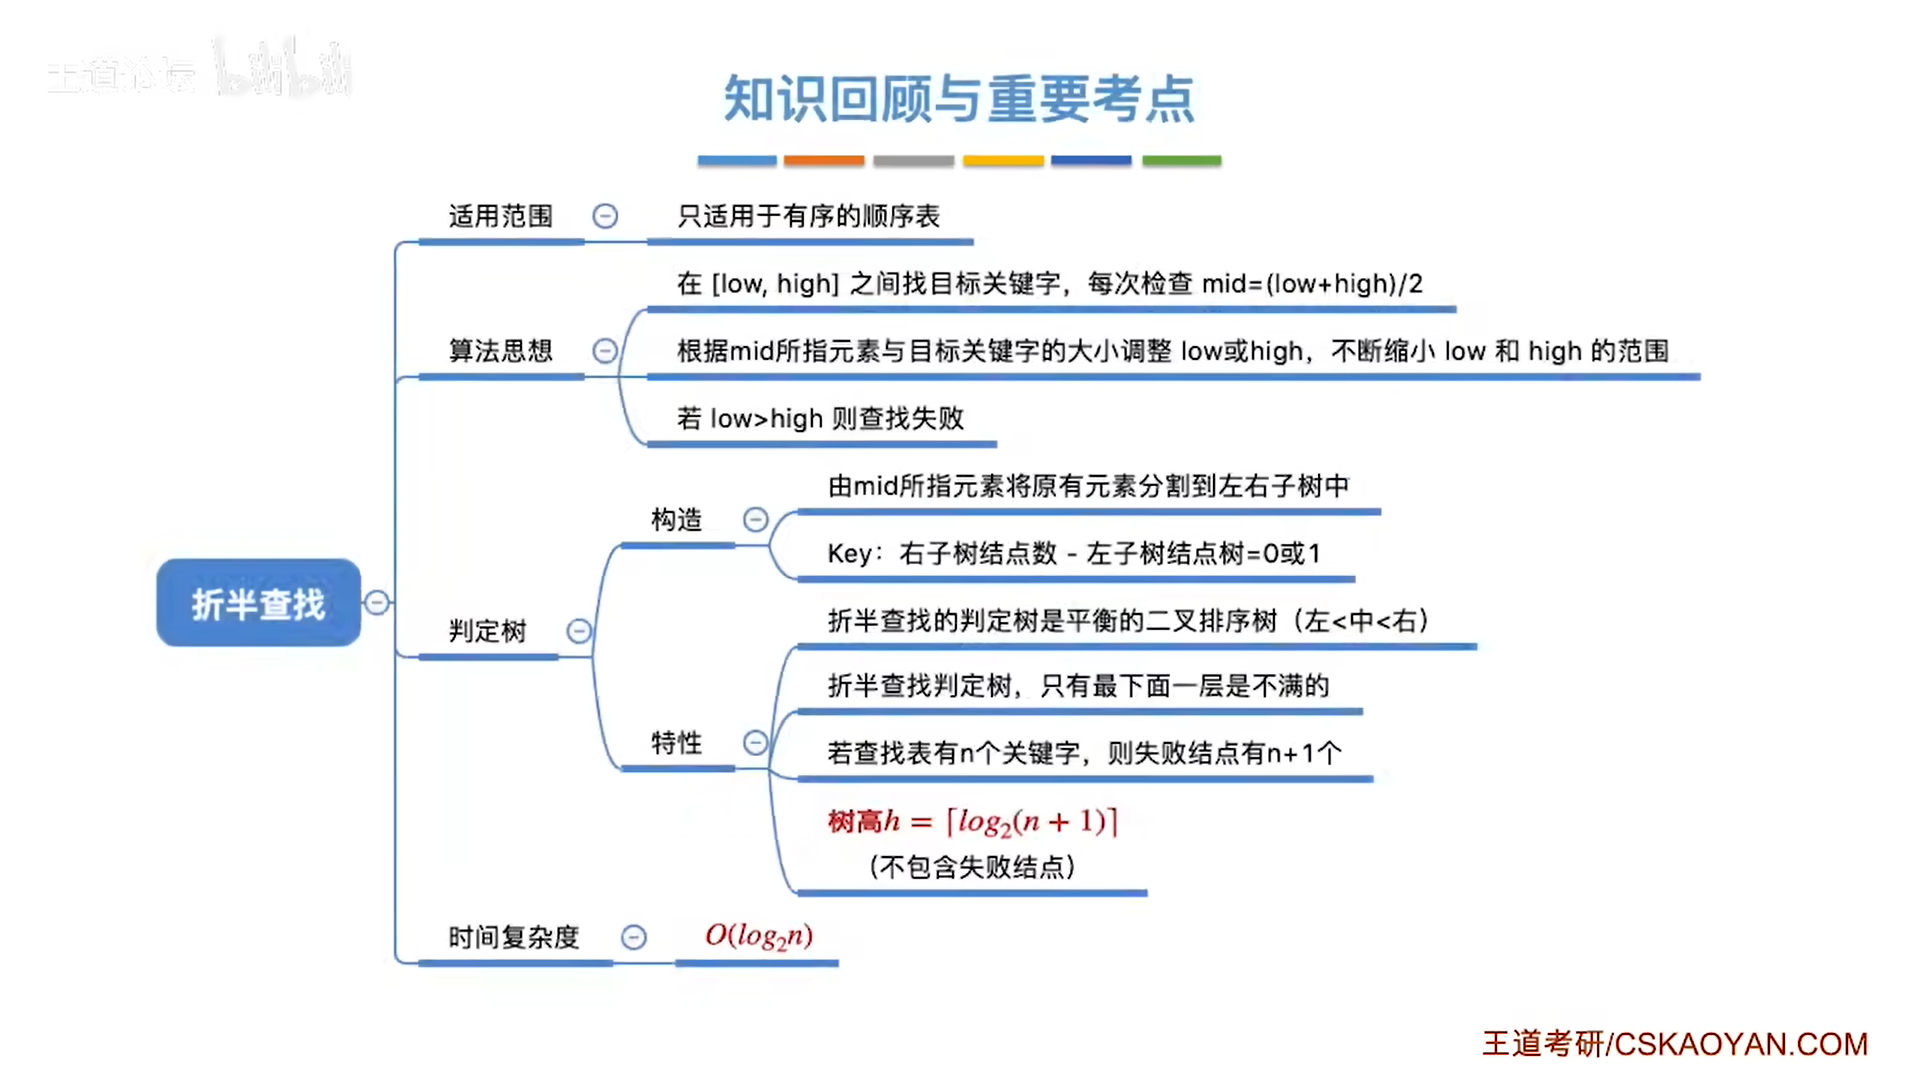 王道论坛 bilibili
知识回顾与重要考点
适用范围
只适用于有序的顺序表
在 [low, high] 之间找目标关键字，每次检查 mid=(low+high)/2
算法思想
根据mid所指元素与目标关键字的大小调整 low或high，不断缩小 low 和 high 的范围
若 low>high 则查找失败
折半查找
判定树
构造
由mid所指元素将原有元素分割到左右子树中
Key：右子树结点数 - 左子树结点树=0或1
特性
折半查找的判定树是平衡的二叉排序树（左<中<右）
折半查找判定树，只有最下面一层是不满的
若查找表有n个关键字，则失败结点有n+1个
树高h = ⌈log₂(n + 1)⌉
（不包含失败结点）
时间复杂度
O(log₂n)
王道考研/CSKAOYAN.COM